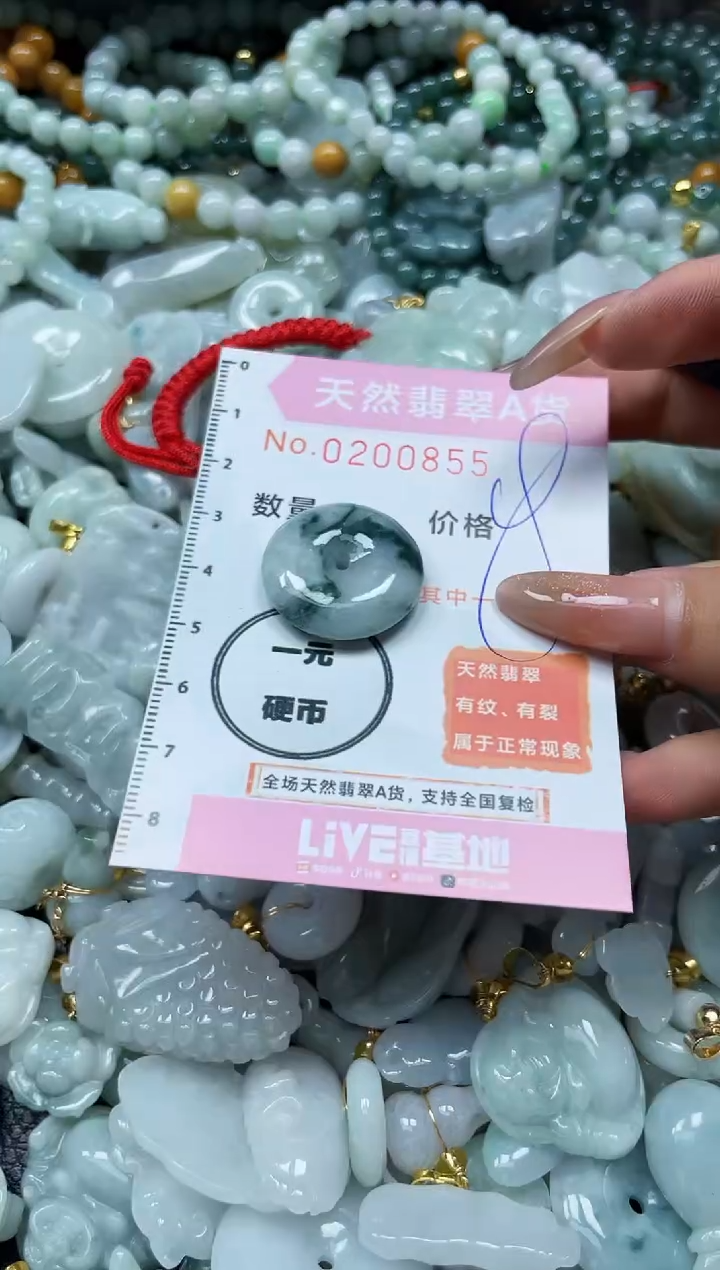 天然翡翠A货
No.0200855
数量
价格
8
其中一
一元
硬币
天然翡翠
有纹、有裂
属于正常现象
全场天然翡翠A货，支持全国复检
LiVE 基地
0
1
2
3
4
5
6
7
8